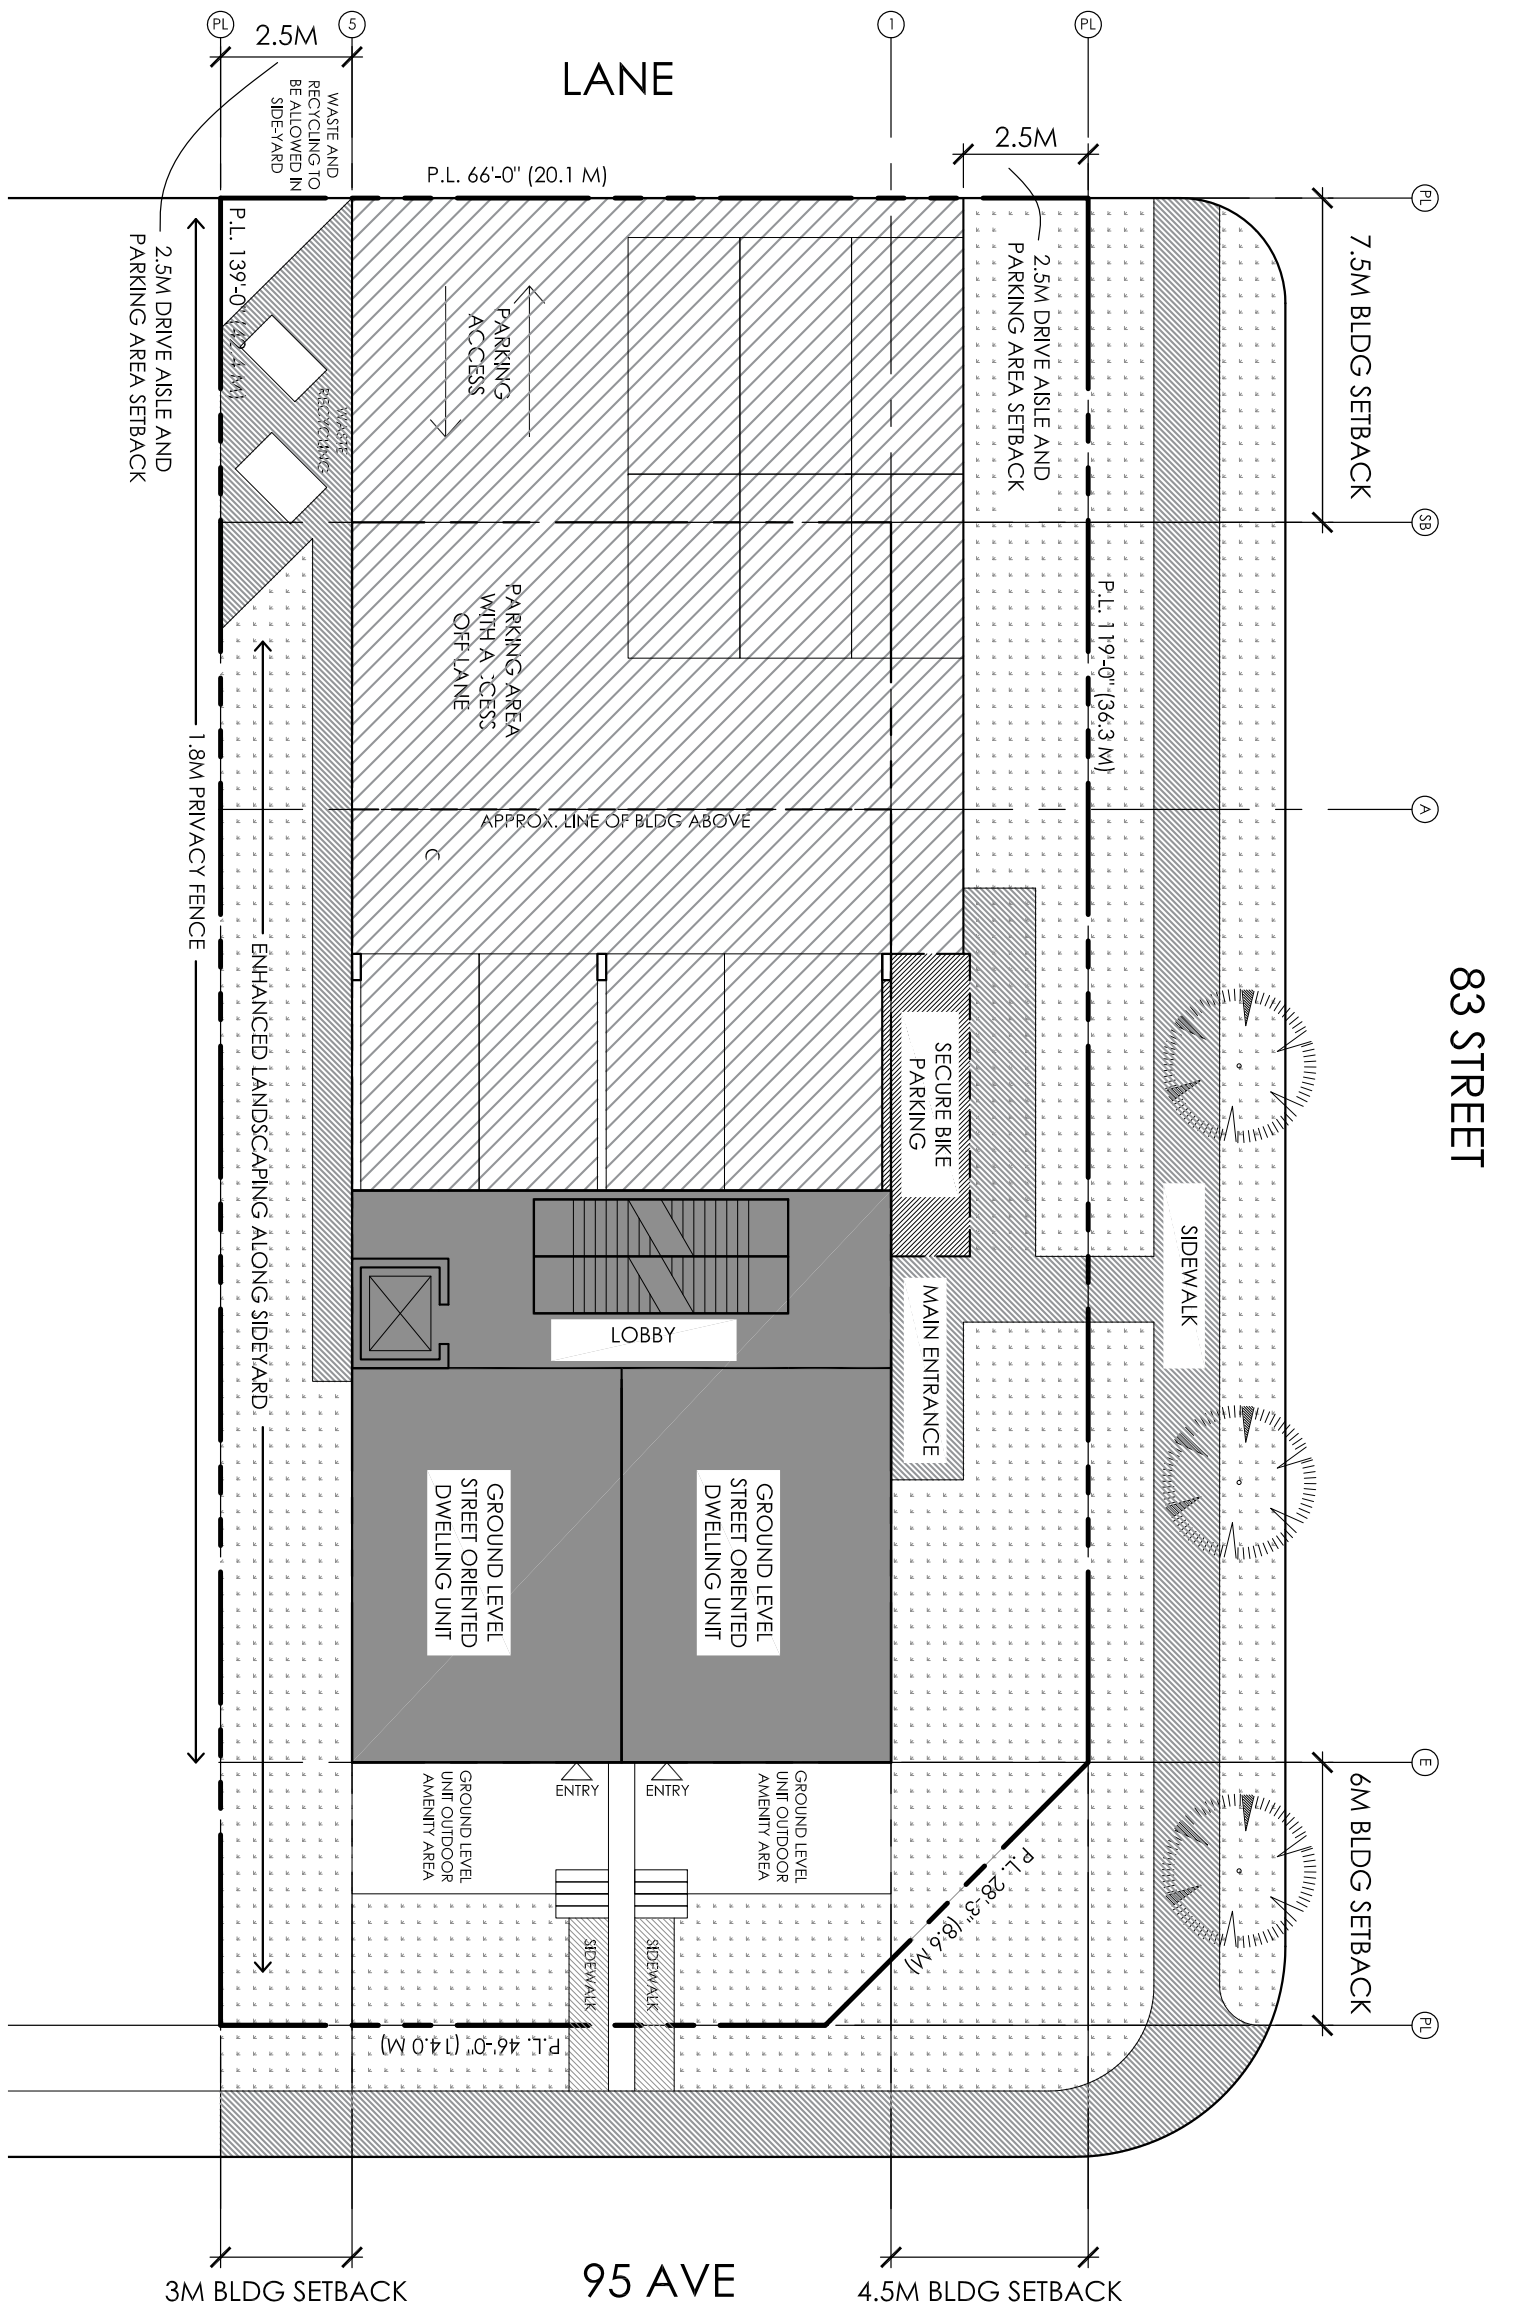 PL
5
1
PL
2.5M
LANE
WASTE AND
RECYCLING TO
BE ALLOWED IN
SIDE-YARD
2.5M
P.L. 66'-0" (20.1 M)
PL
P.L. 139'-0" (42.4 M)
2.5M DRIVE AISLE AND
PARKING AREA SETBACK
PARKING
ACCESS
2.5M DRIVE AISLE AND
PARKING AREA SETBACK
7.5M BLDG SETBACK
WASTE
RECYCLING
SB
PARKING AREA
WITH A CCESS
OFF LANE
P.L. 119'-0" (36.3 M)
1.8M PRIVACY FENCE
APPROX. LINE OF BLDG ABOVE
A
C
ENHANCED LANDSCAPING ALONG SIDEYARD
SECURE BIKE
PARKING
83 STREET
SIDEWALK
MAIN ENTRANCE
LOBBY
GROUND LEVEL
STREET ORIENTED
DWELLING UNIT
GROUND LEVEL
STREET ORIENTED
DWELLING UNIT
E
GROUND LEVEL
UNIT OUTDOOR
AMENITY AREA
ENTRY
ENTRY
GROUND LEVEL
UNIT OUTDOOR
AMENITY AREA
6M BLDG SETBACK
P.L. 28'-3" (8.6 M)
SIDEWALK
SIDEWALK
PL
P.L. 46'-0" (14.0 M)
3M BLDG SETBACK
95 AVE
4.5M BLDG SETBACK